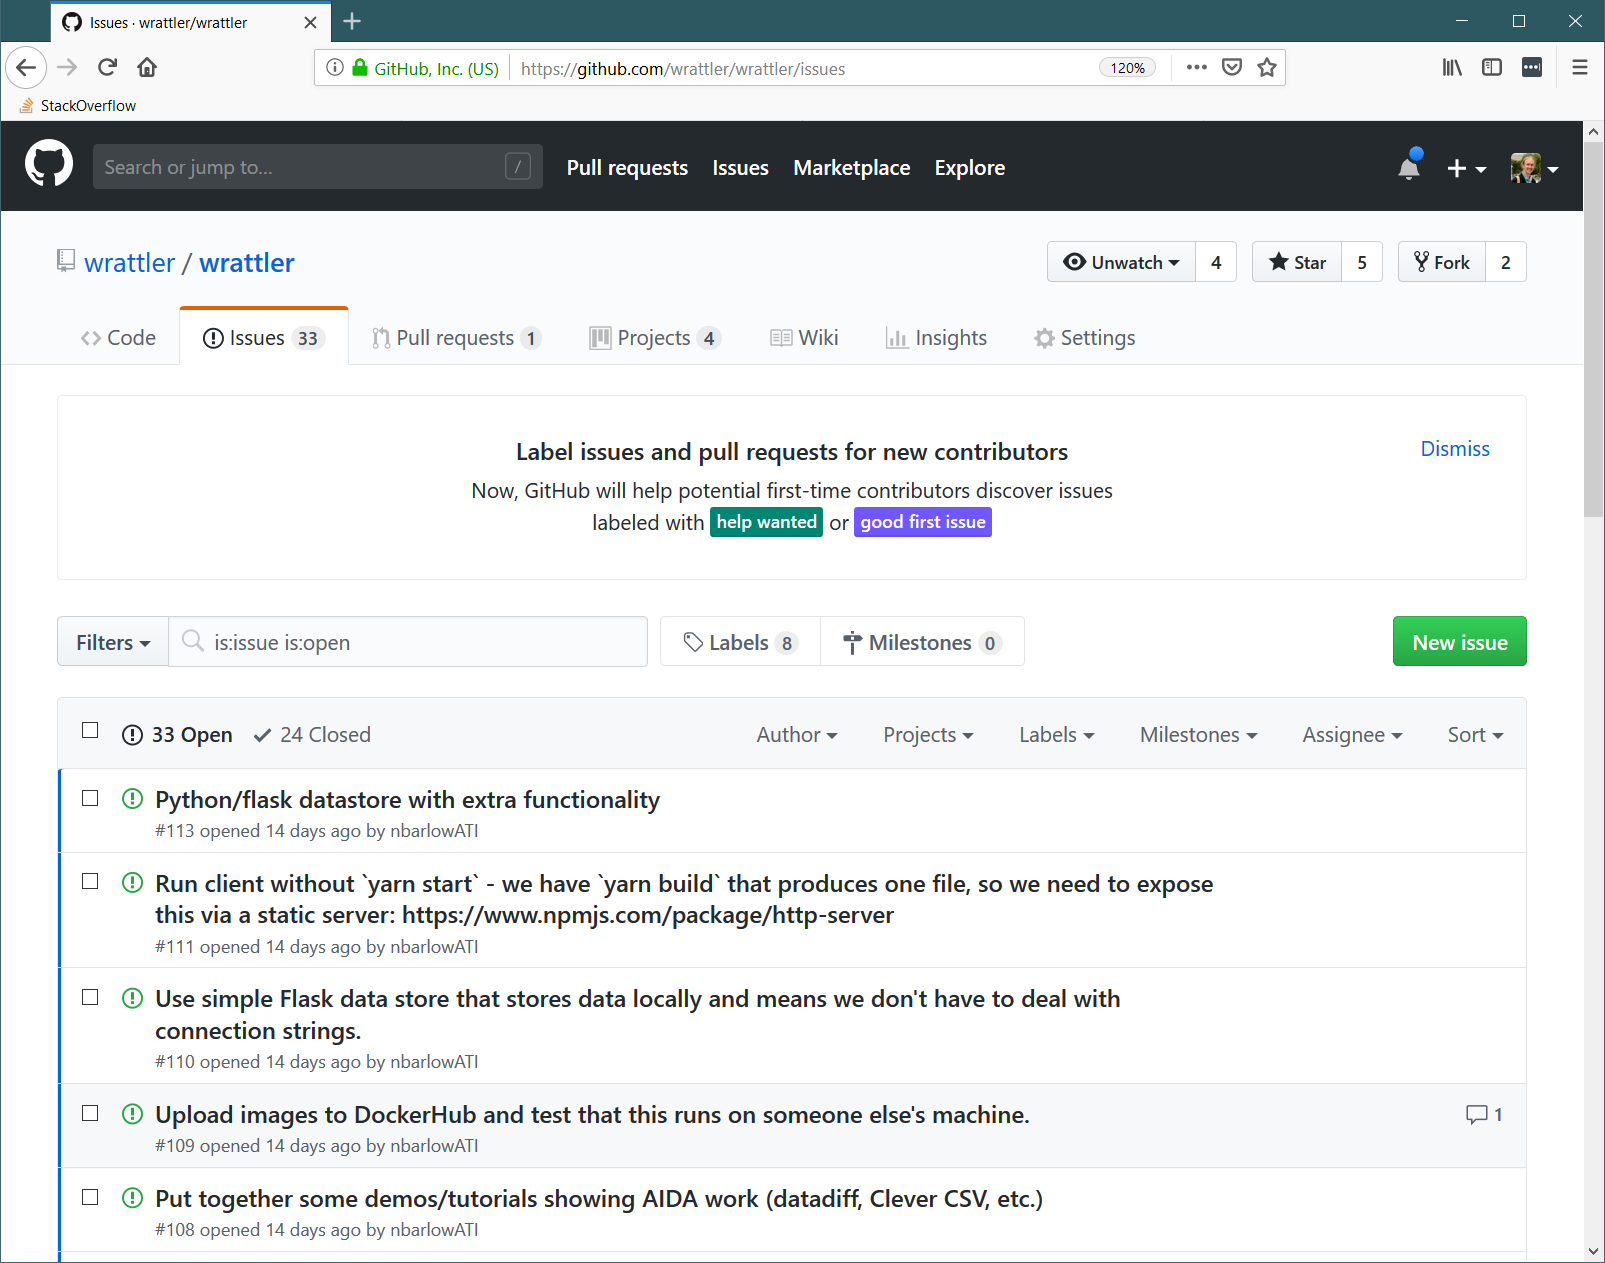 Issues · wrattler/wrattler
GitHub, Inc. (US) https://github.com/wrattler/wrattler/issues 120%
StackOverflow
Search or jump to... / Pull requests Issues Marketplace Explore
wrattler / wrattler Unwatch 4 Star 5 Fork 2
Code Issues 33 Pull requests 1 Projects 4 Wiki Insights Settings
Label issues and pull requests for new contributors
Dismiss
Now, GitHub will help potential first-time contributors discover issues
labeled with help wanted or good first issue
Filters is:issue is:open Labels 8 Milestones 0 New issue
33 Open 24 Closed Author Projects Labels Milestones Assignee Sort
Python/flask datastore with extra functionality
#113 opened 14 days ago by nbarlowATI
Run client without `yarn start` - we have `yarn build` that produces one file, so we need to expose
this via a static server: https://www.npmjs.com/package/http-server
#111 opened 14 days ago by nbarlowATI
Use simple Flask data store that stores data locally and means we don't have to deal with
connection strings.
#110 opened 14 days ago by nbarlowATI
Upload images to DockerHub and test that this runs on someone else's machine. 1
#109 opened 14 days ago by nbarlowATI
Put together some demos/tutorials showing AIDA work (datadiff, Clever CSV, etc.)
#108 opened 14 days ago by nbarlowATI